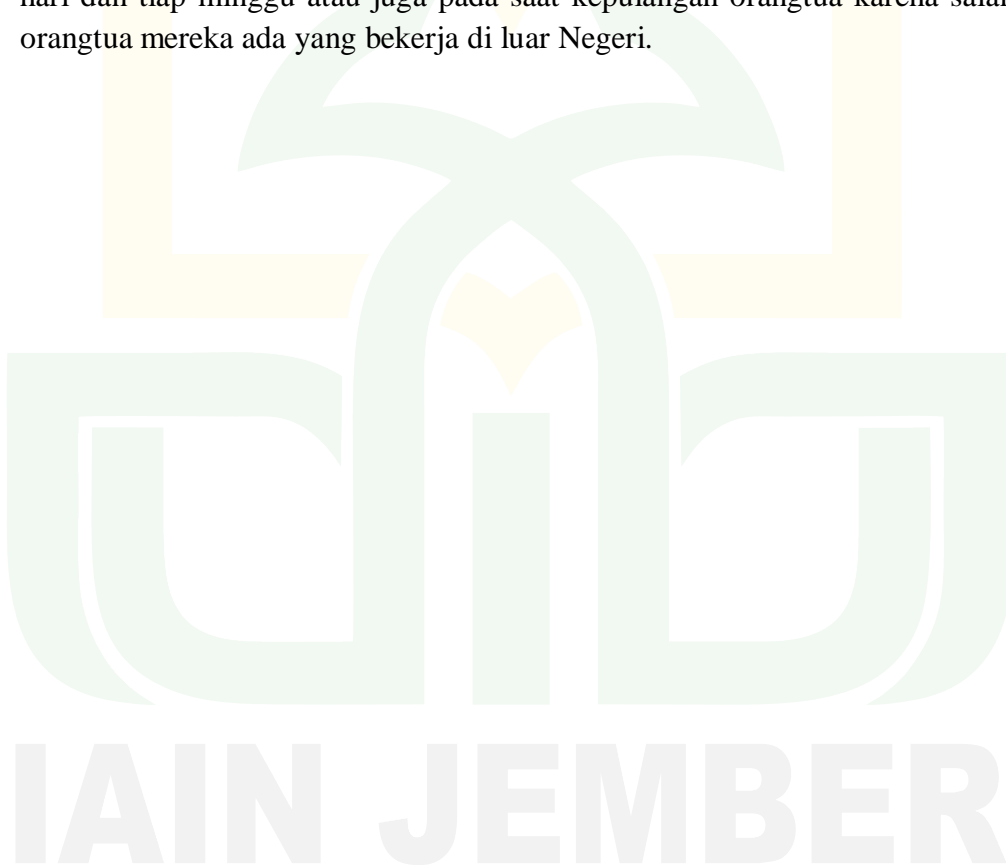 hari dan tiap minggu atau juga pada saat kepulangan orangtua karena
orangtua mereka ada yang bekerja di luar Negeri.
IAIN JEMBER